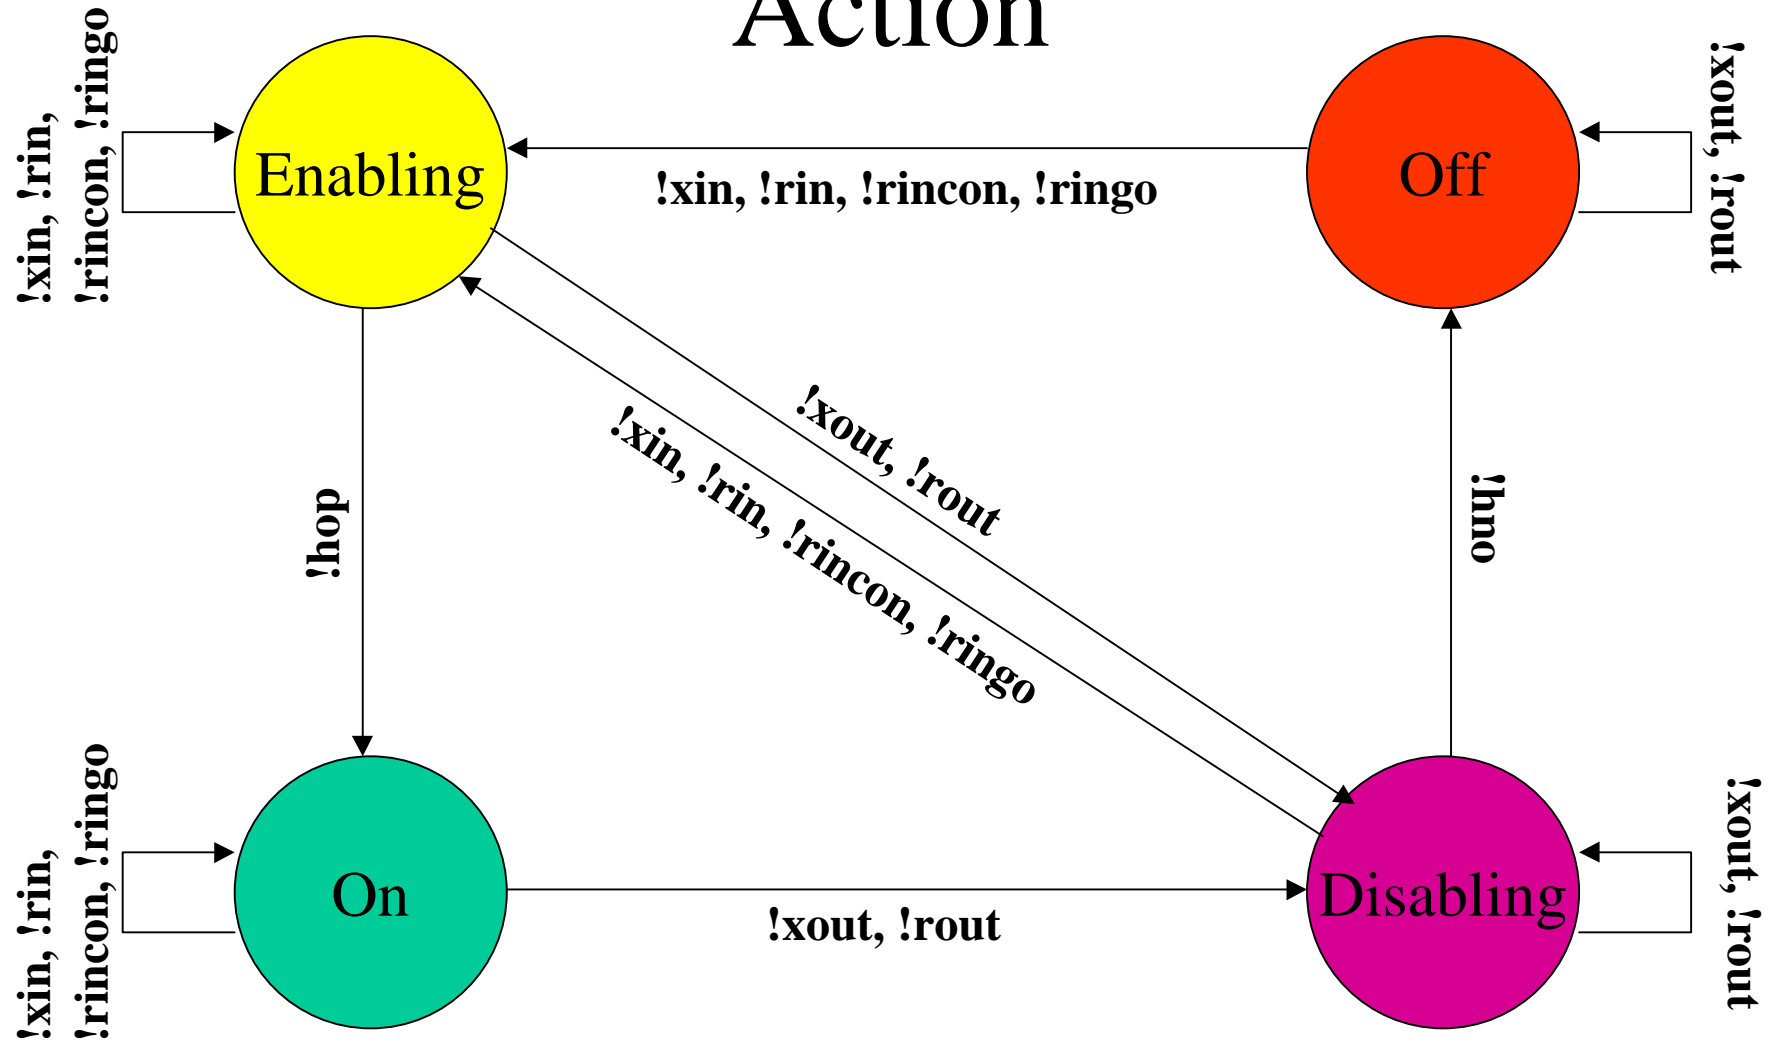 Action
!xin, !rin,
!rincon, !ringo
Enabling
!xin, !rin, !rincon, !ringo
Off
!xout, !rout
!xout, !rout
!xin, !rin, !rincon, !ringo
!hop
!hno
!xin, !rin,
!rincon, !ringo
On
!xout, !rout
Disabling
!xout, !rout